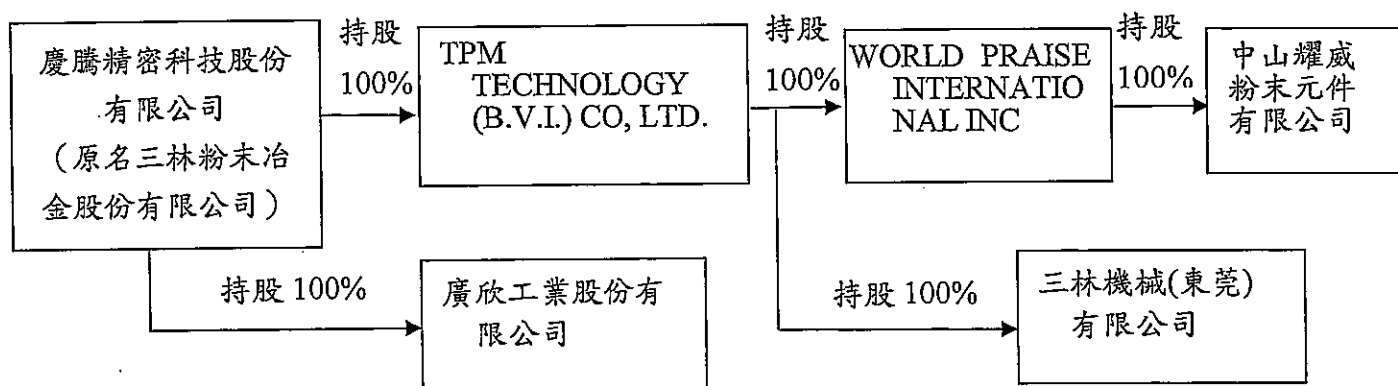 慶騰精密科技股份
有限公司
（原名三林粉末冶
金股份有限公司）
持股
100%
TPM
TECHNOLOGY
(B.V.I.) CO, LTD.
持股
100%
WORLD PRAISE
INTERNATIO
NAL INC
持股
100%
中山耀威
粉末元件
有限公司
持股 100%
廣欣工業股份有
限公司
持股 100%
三林機械(東莞)
有限公司